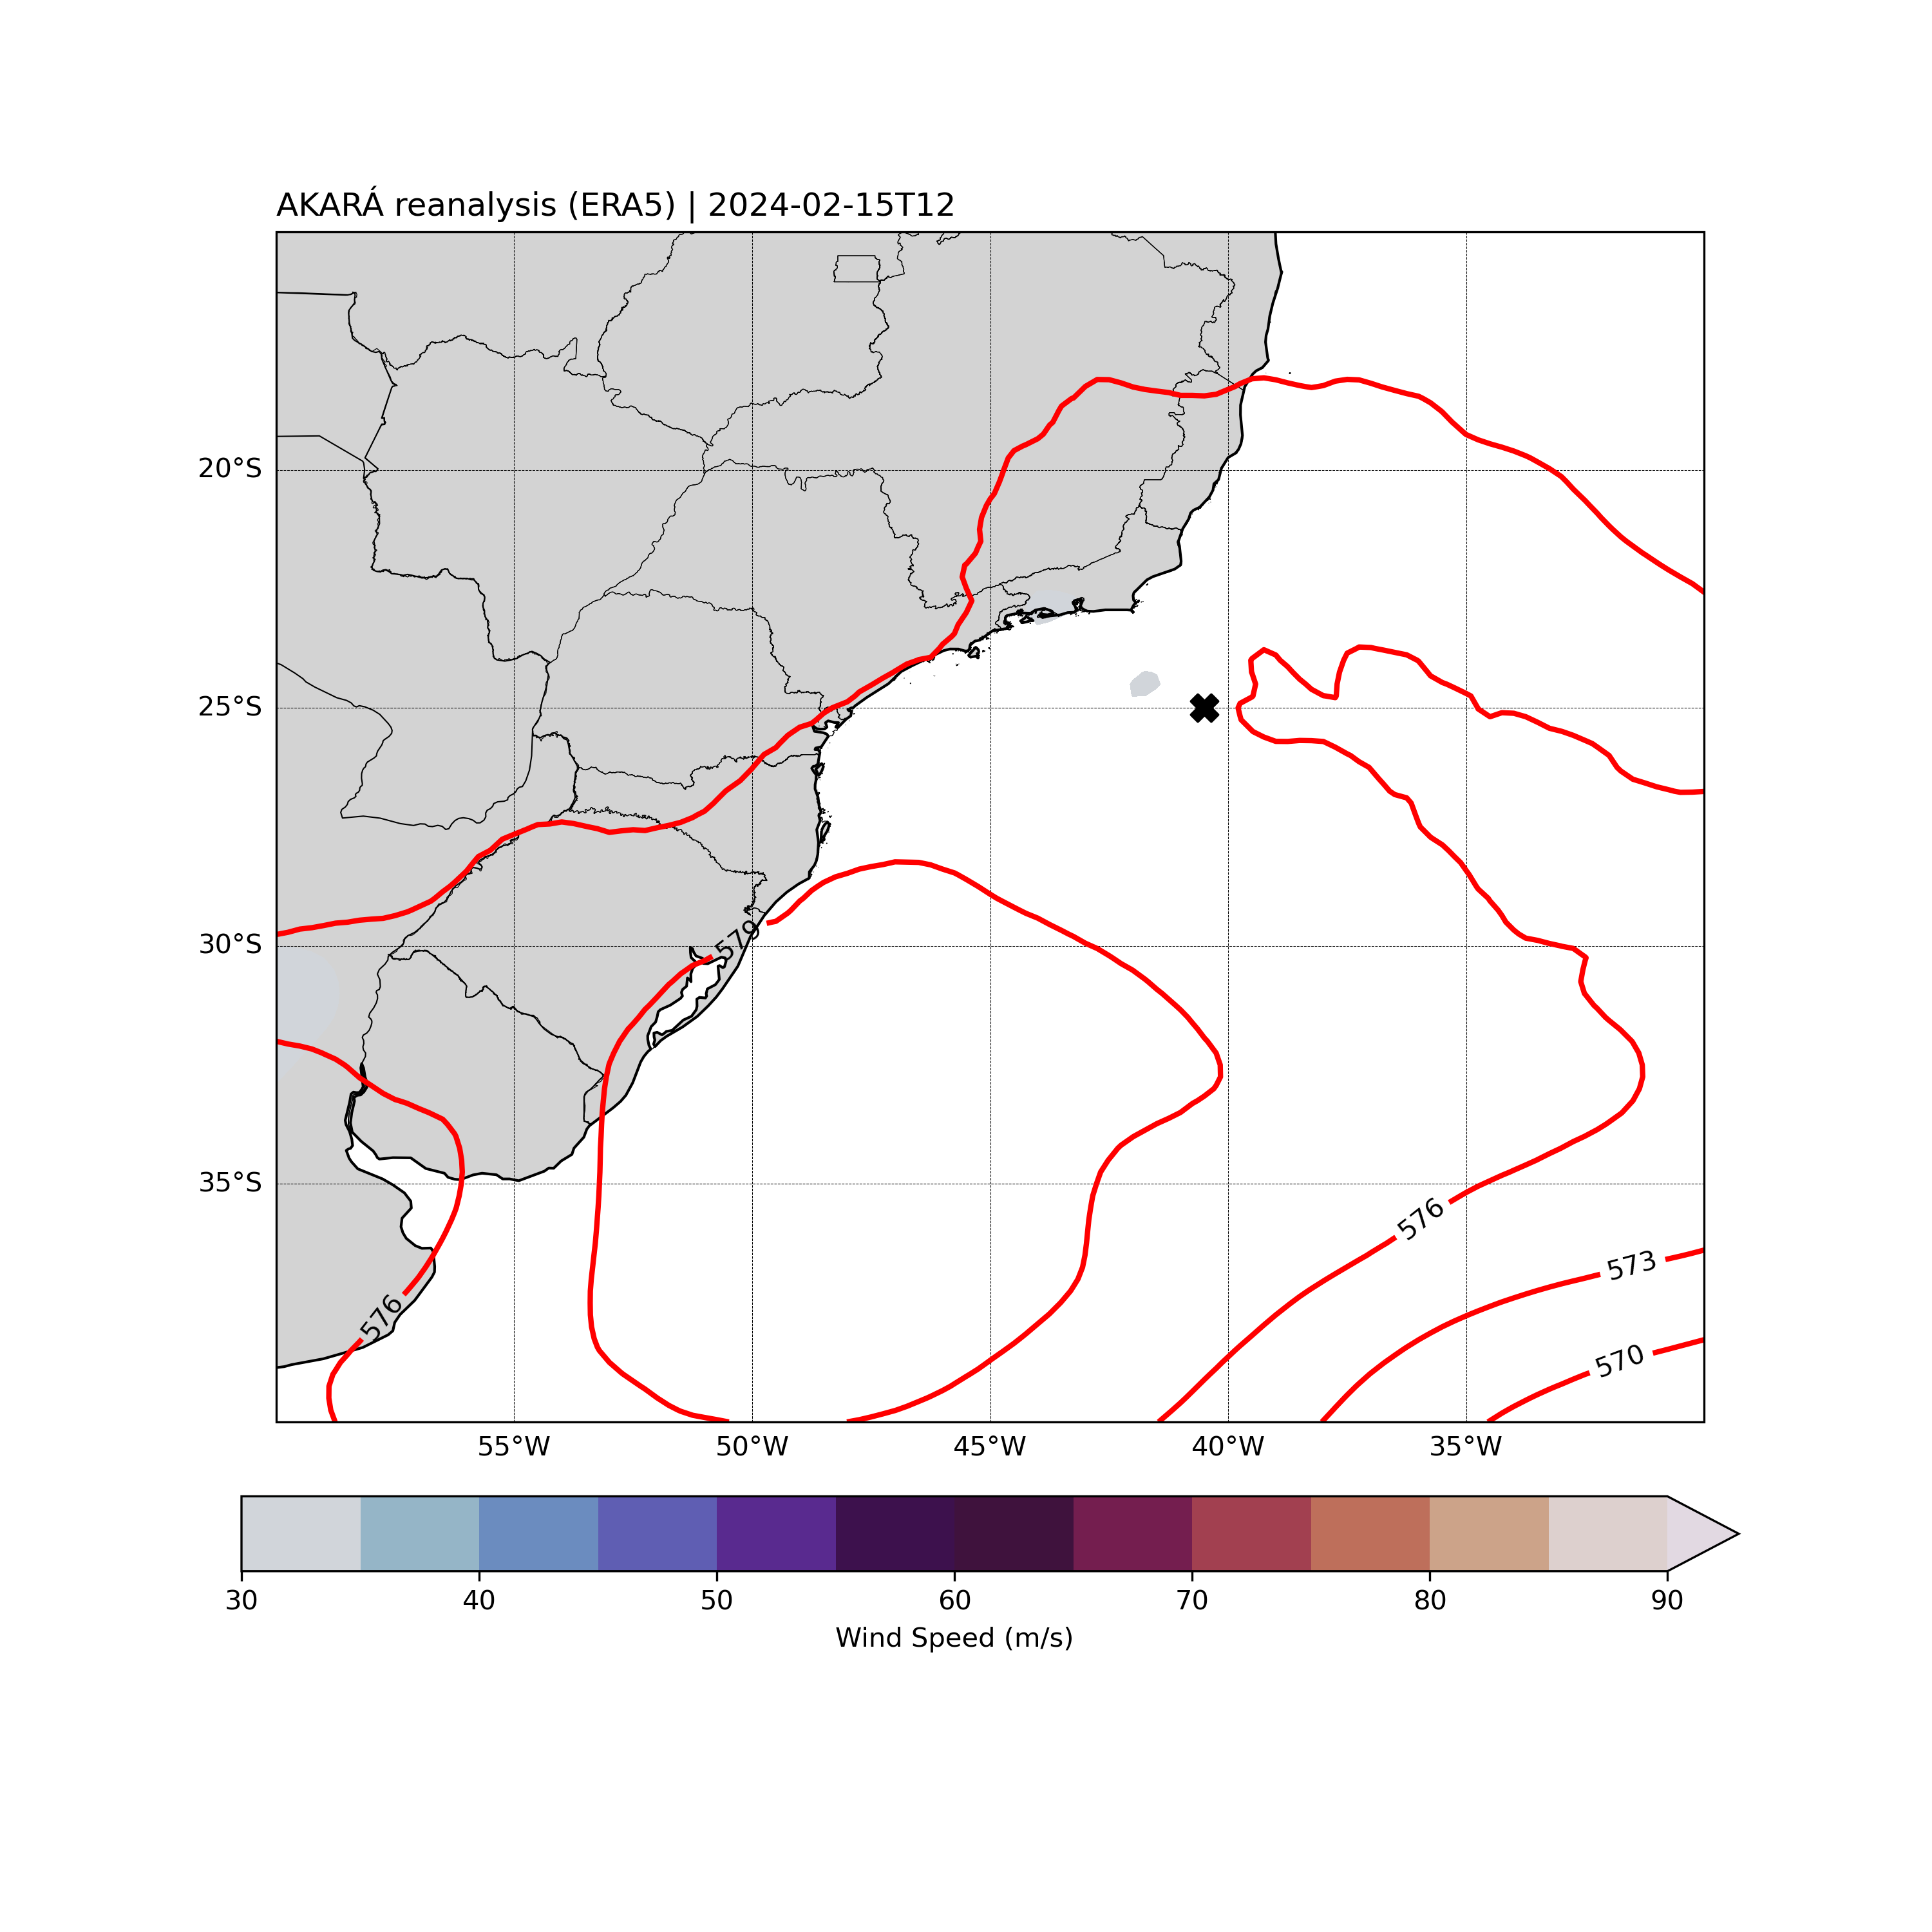 AKARÁ reanalysis (ERA5) | 2024-02-15T12
20°S
25°S
30°S
35°S
579
576
576
573
570
55°W 50°W 45°W 40°W 35°W
30 40 50 60 70 80 90
Wind Speed (m/s)